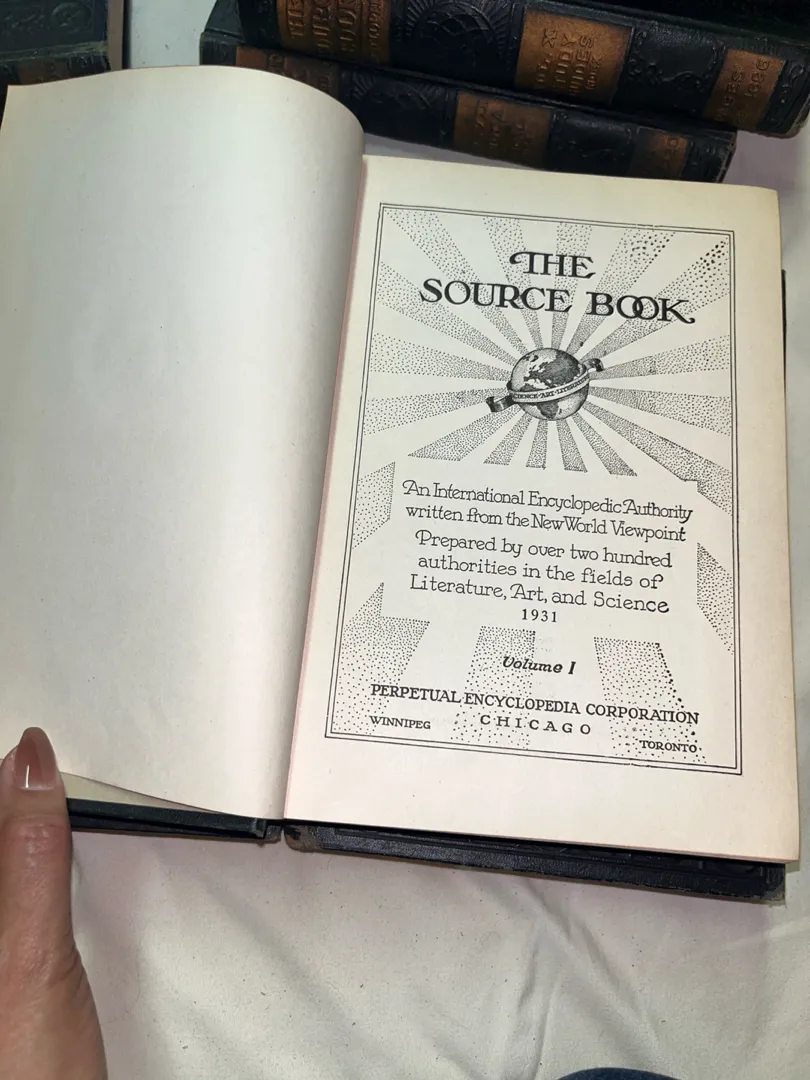 THE
SOURCE BOOK
SCIENCE·ART·LITERATURE
An International Encyclopedic Authority
written from the New World Viewpoint
Prepared by over two hundred
authorities in the fields of
Literature, Art, and Science
1931
Volume I
PERPETUAL ENCYCLOPEDIA CORPORATION
WINNIPEG CHICAGO TORONTO